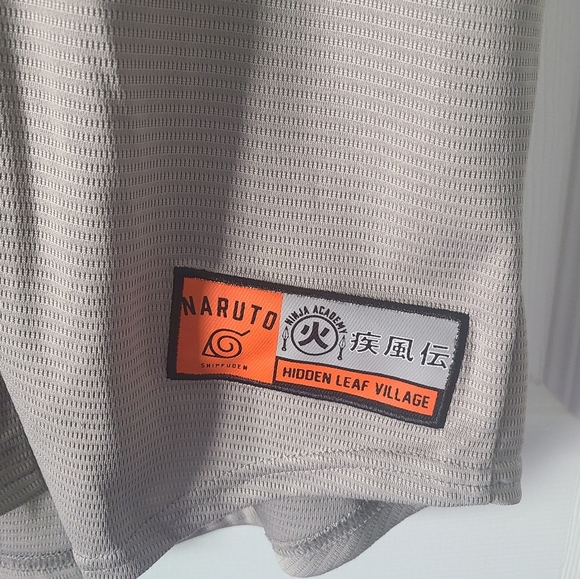 NARUTO
SHIPPUDEN
NINJA ACADEMY
火
疾風伝
HIDDEN LEAF VILLAGE